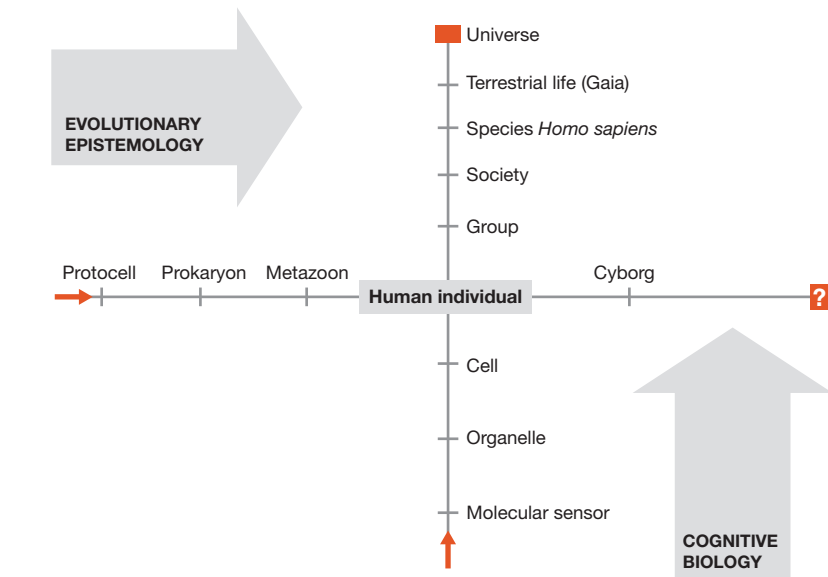 Universe
Terrestrial life (Gaia)
EVOLUTIONARY
EPISTEMOLOGY
Species Homo sapiens
Society
Group
Protocell Prokaryon Metazoon Cyborg
Human individual ?
Cell
Organelle
Molecular sensor
COGNITIVE
BIOLOGY